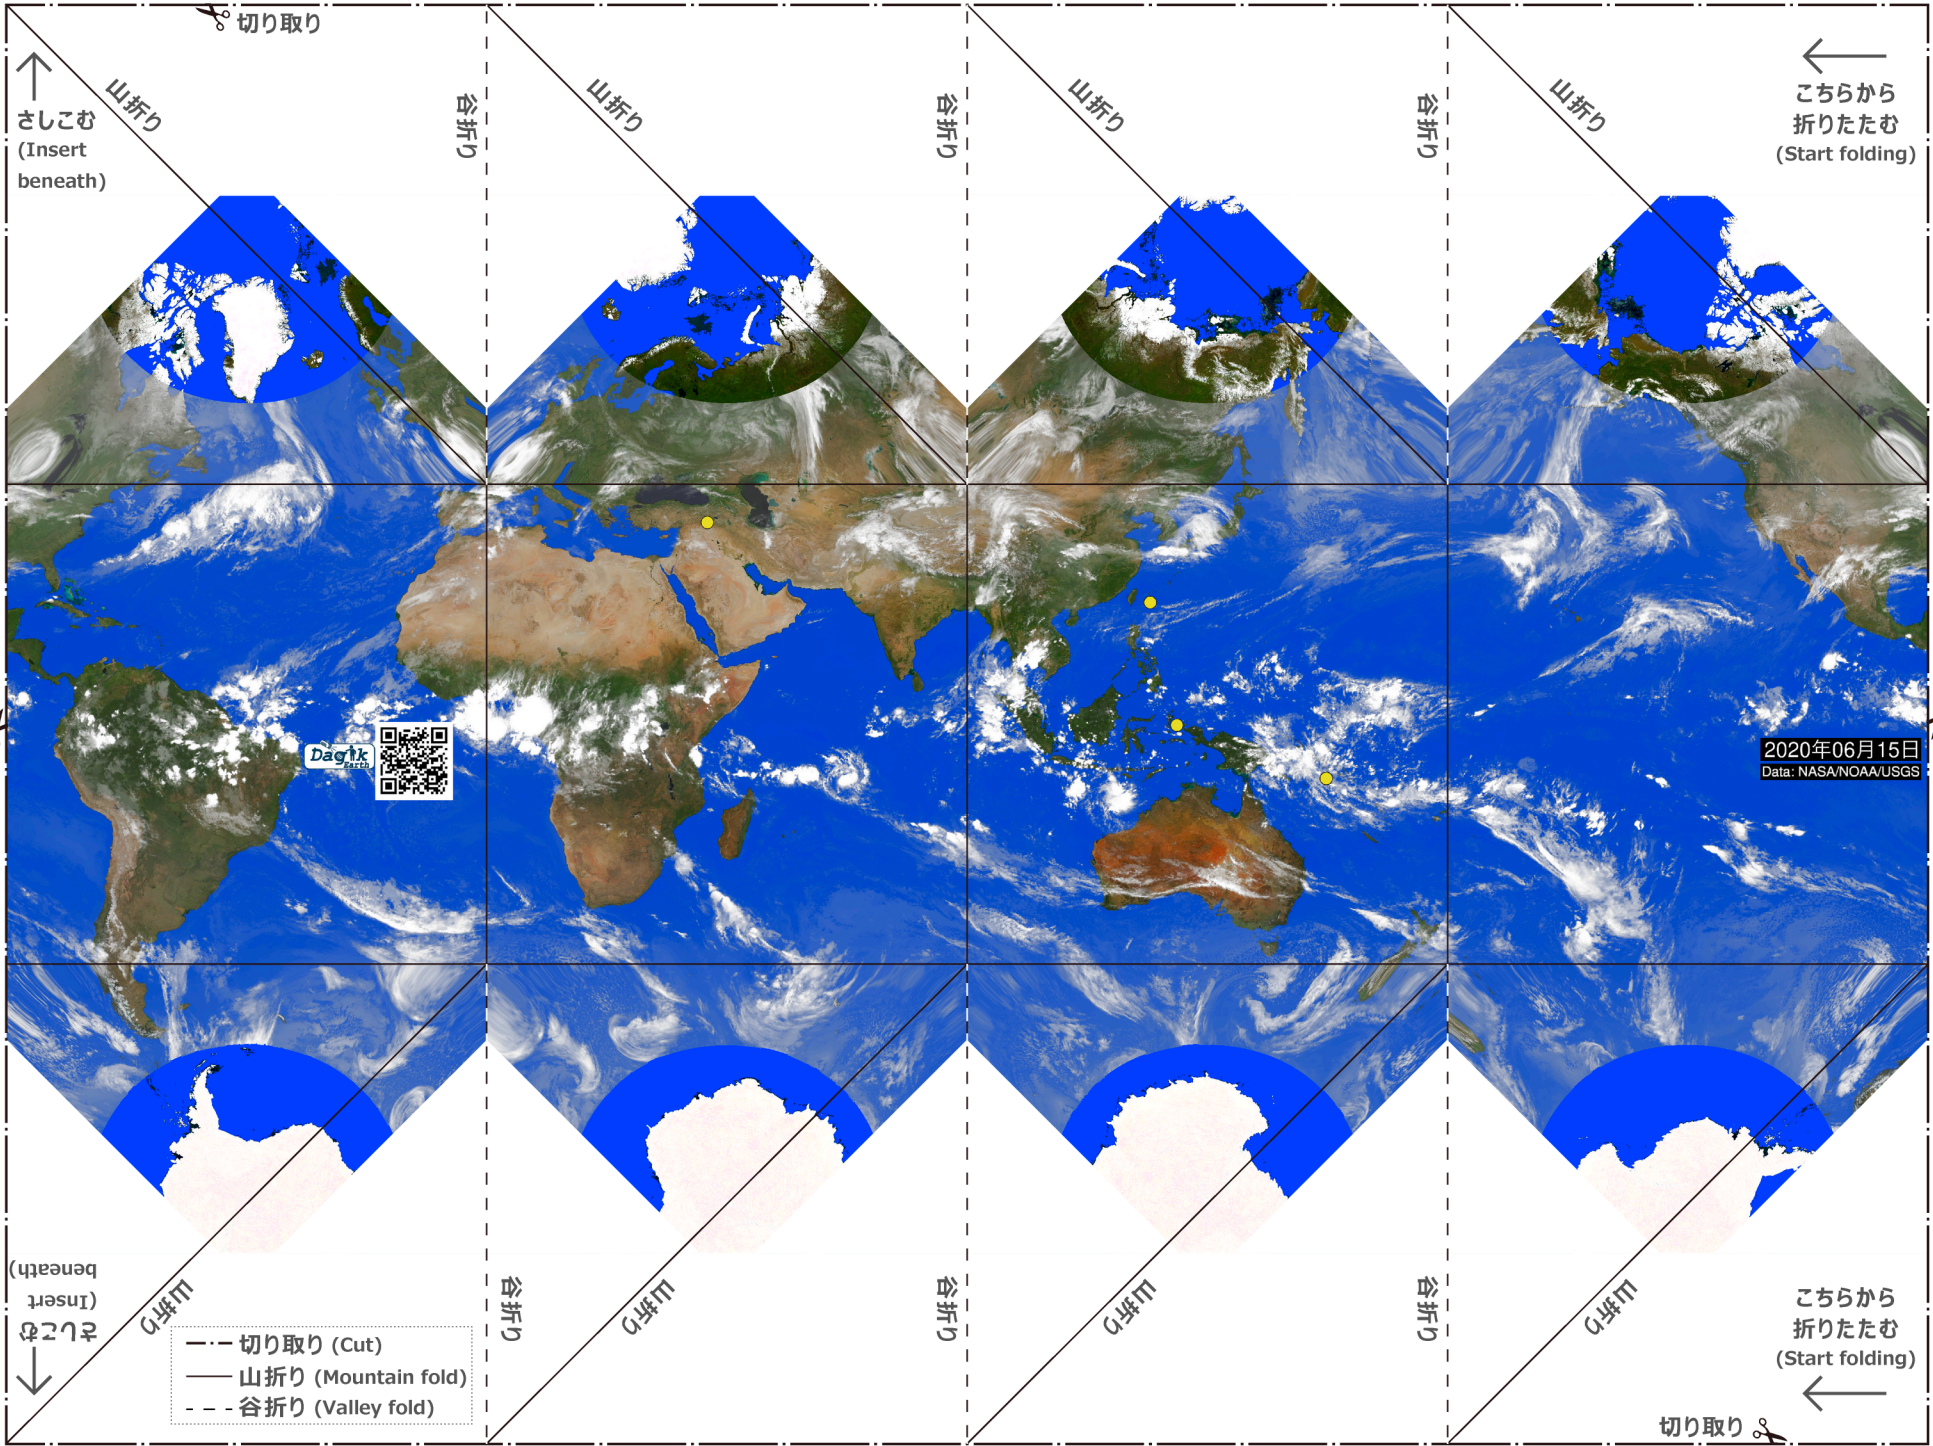 切り取り
山折り
谷折り
山折り
谷折り
山折り
谷折り
山折り
さしこむ
(Insert
beneath)
こちらから
折りたたむ
(Start folding)
Dagik
Earth
2020年06月15日
Data: NASA/NOAA/USGS
さしこむ
(Insert
beneath)
山折り
谷折り
山折り
谷折り
山折り
谷折り
山折り
こちらから
折りたたむ
(Start folding)
切り取り (Cut)
山折り (Mountain fold)
谷折り (Valley fold)
切り取り